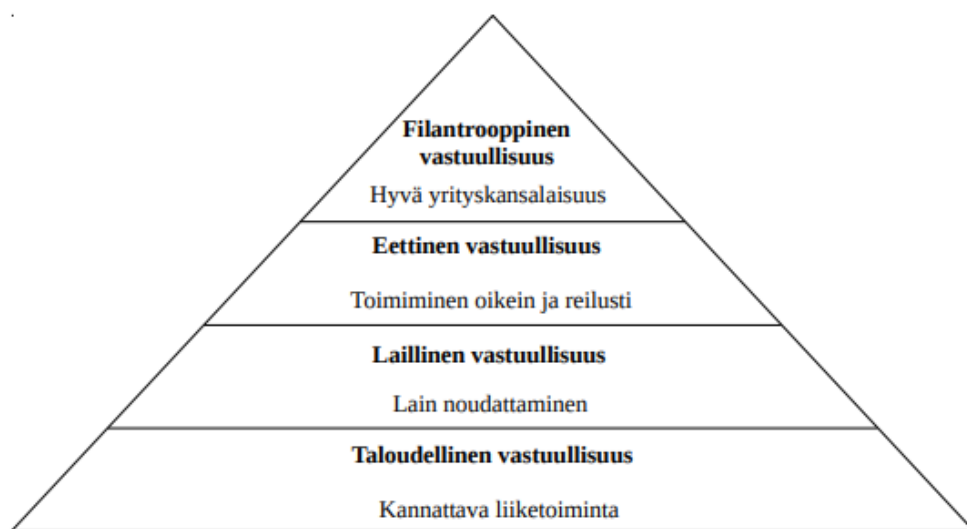 Filantrooppinen
vastuullisuus
Hyvä yrityskansalaisuus
Eettinen vastuullisuus
Toimiminen oikein ja reilusti
Laillinen vastuullisuus
Lain noudattaminen
Taloudellinen vastuullisuus
Kannattava liiketoiminta